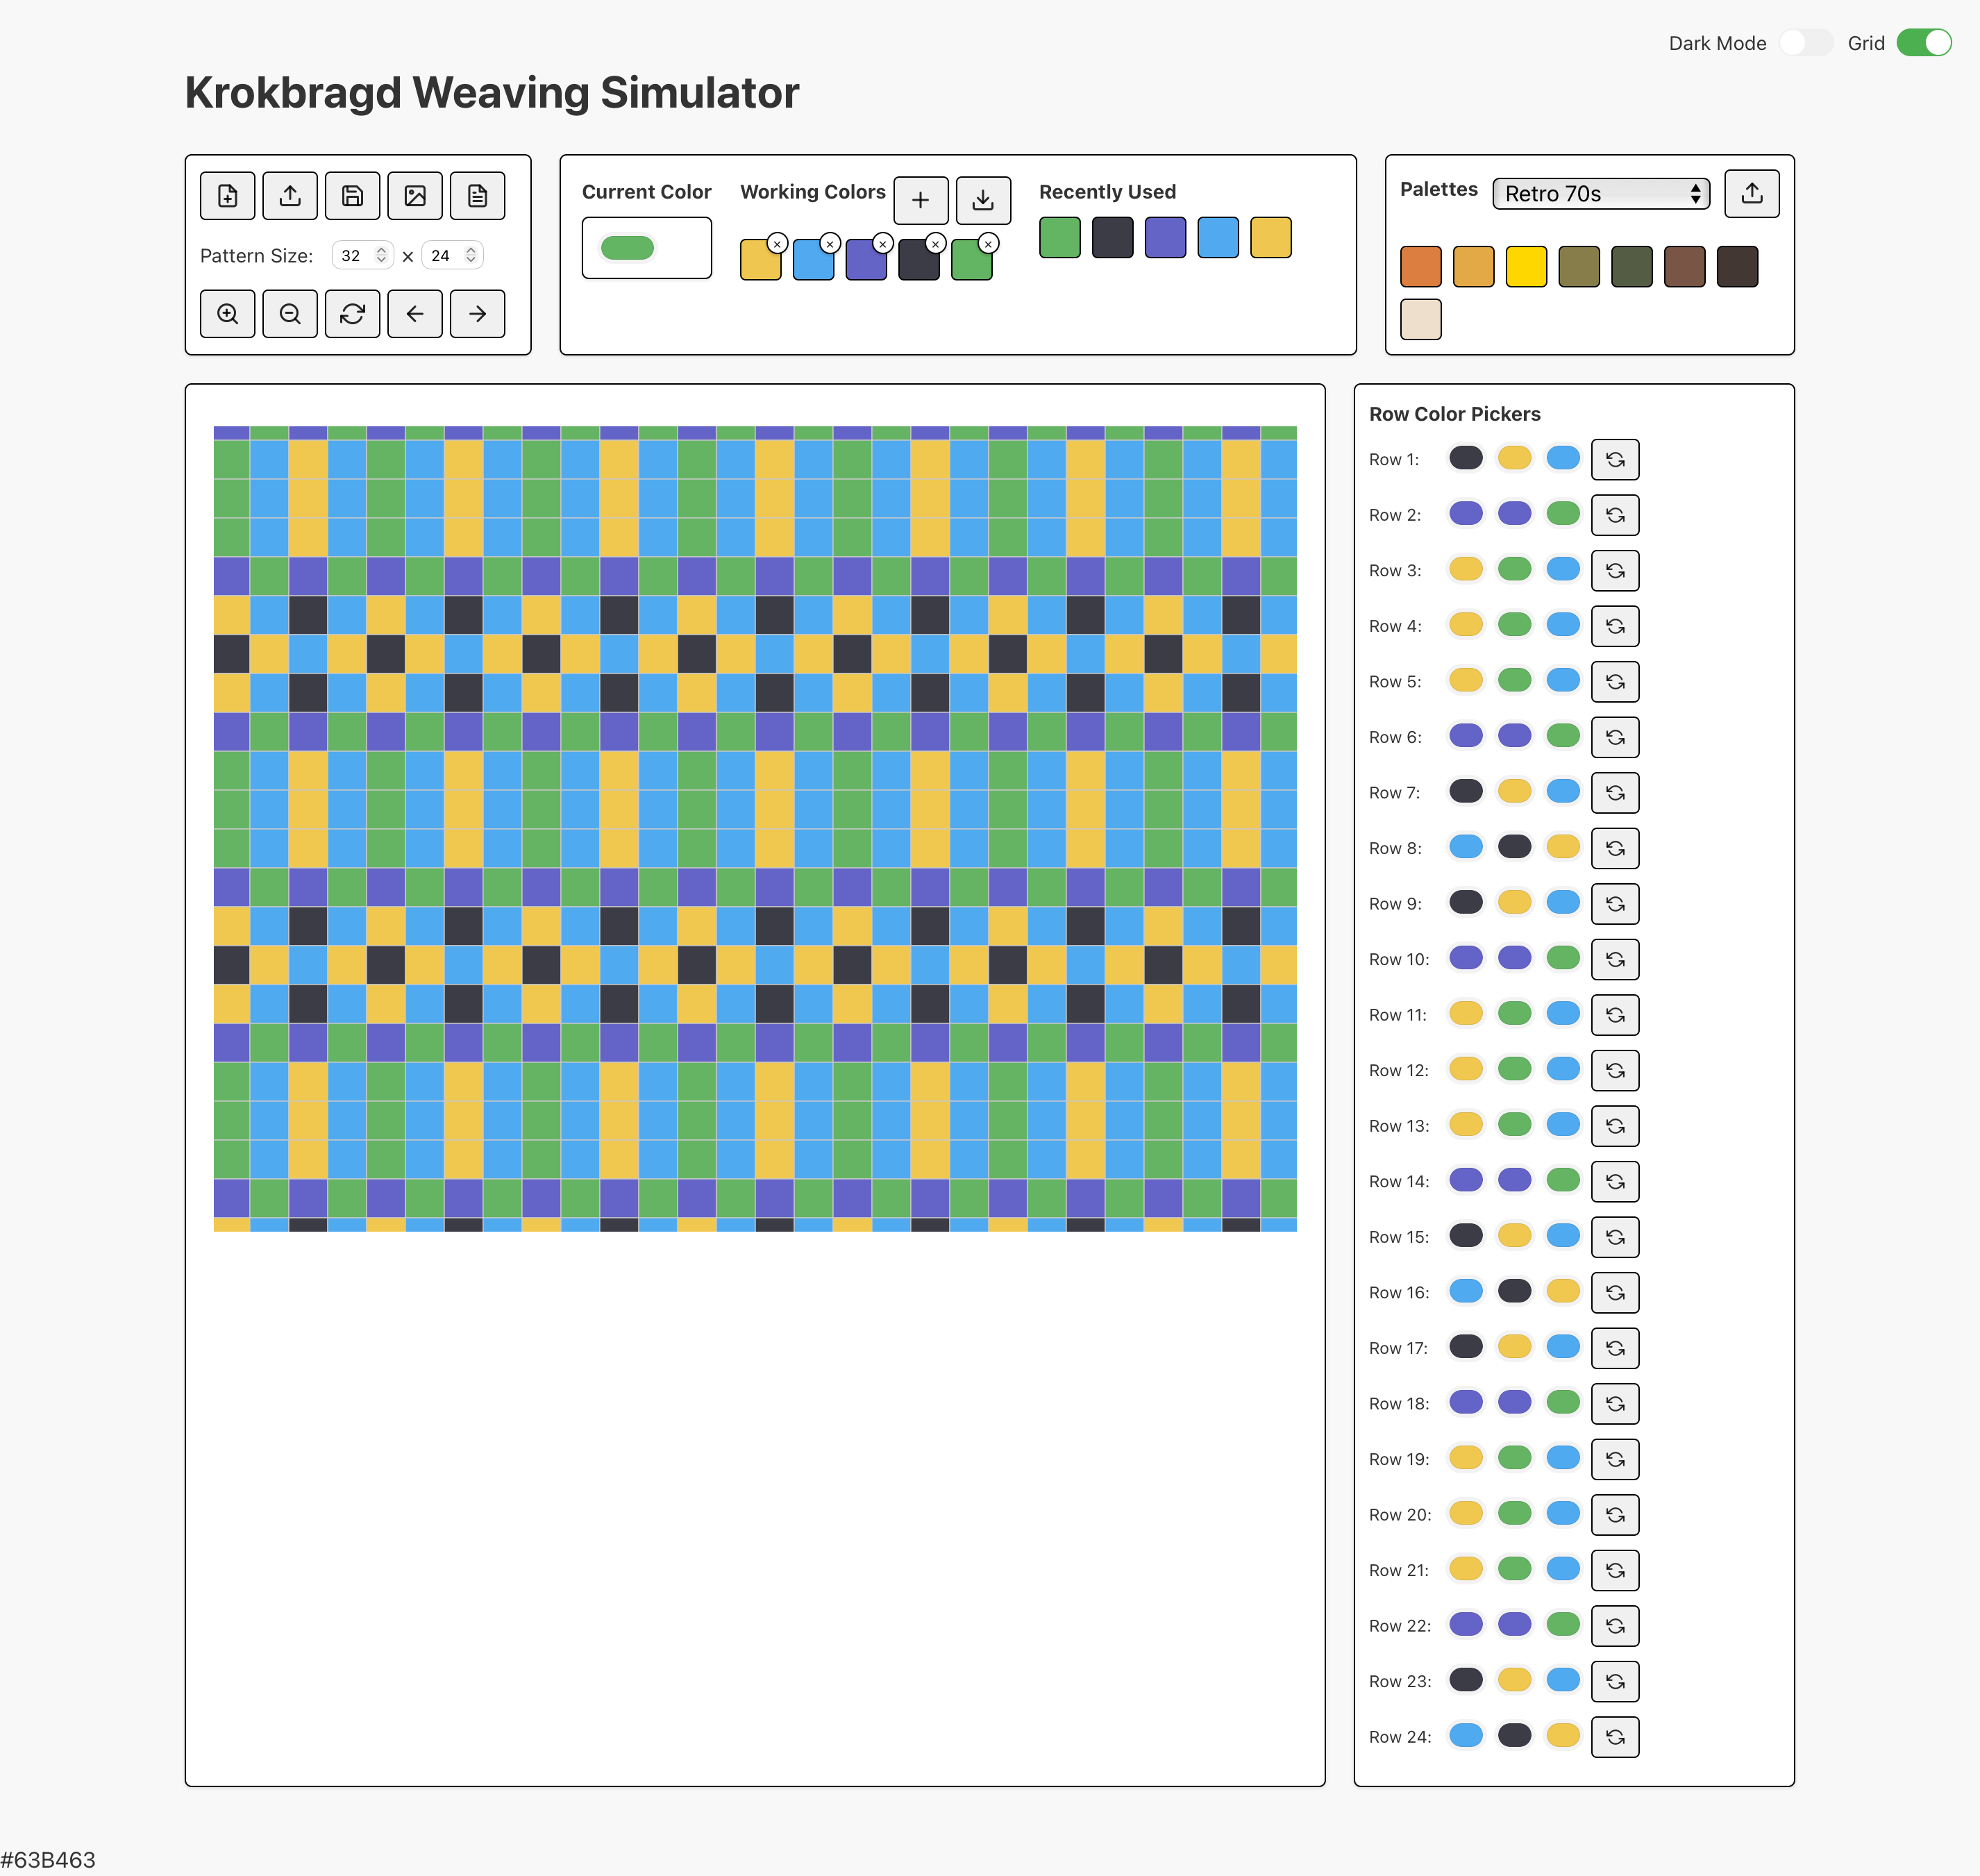 Dark Mode Grid
Krokbragd Weaving Simulator
Current Color Working Colors Recently Used
Palettes Retro 70s
Pattern Size: 32 × 24
Row Color Pickers
Row 1:
Row 2:
Row 3:
Row 4:
Row 5:
Row 6:
Row 7:
Row 8:
Row 9:
Row 10:
Row 11:
Row 12:
Row 13:
Row 14:
Row 15:
Row 16:
Row 17:
Row 18:
Row 19:
Row 20:
Row 21:
Row 22:
Row 23:
Row 24:
#63B463